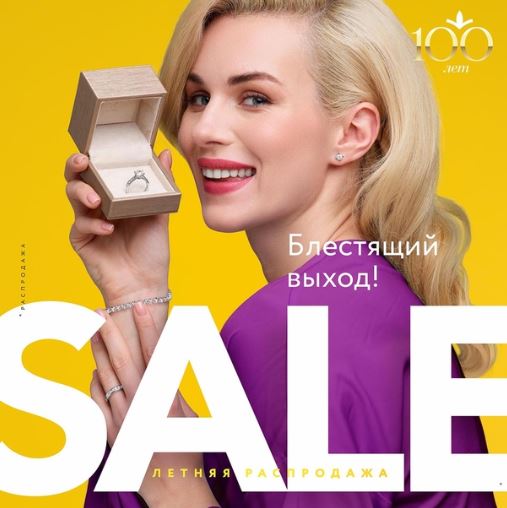 100
лет
Блестящий
выход!
*РАСПРОДАЖА
SALE
ЛЕТНЯЯ РАСПРОДАЖА